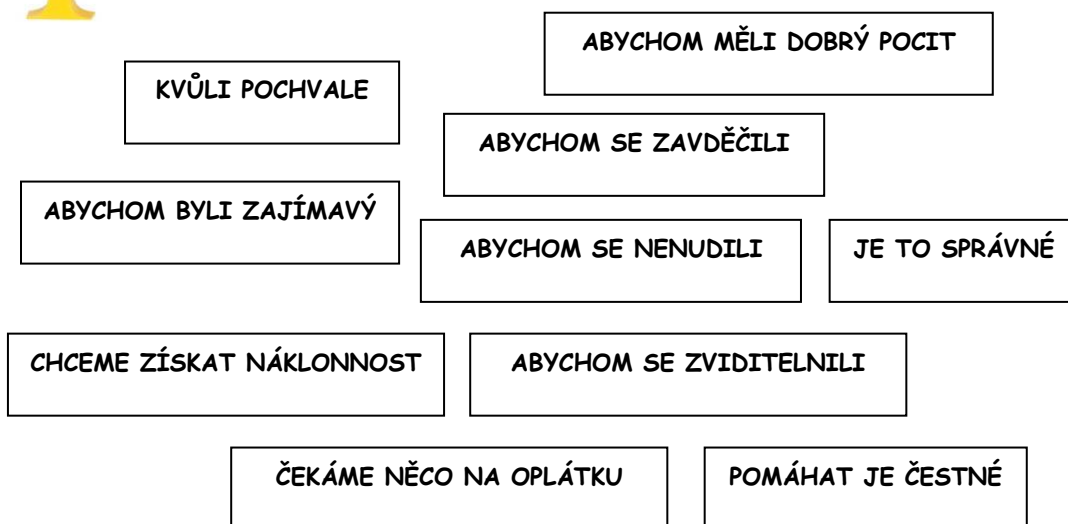 ABYCHOM MĚLI DOBRÝ POCIT
KVŮLI POCHVALE
ABYCHOM SE ZAVDĚČILI
ABYCHOM BYLI ZAJÍMAVÝ
ABYCHOM SE NENUDILI
JE TO SPRÁVNÉ
CHCEME ZÍSKAT NÁKLONNOST
ABYCHOM SE ZVIDITELNILI
ČEKÁME NĚCO NA OPLÁTKU
POMÁHAT JE ČESTNÉ